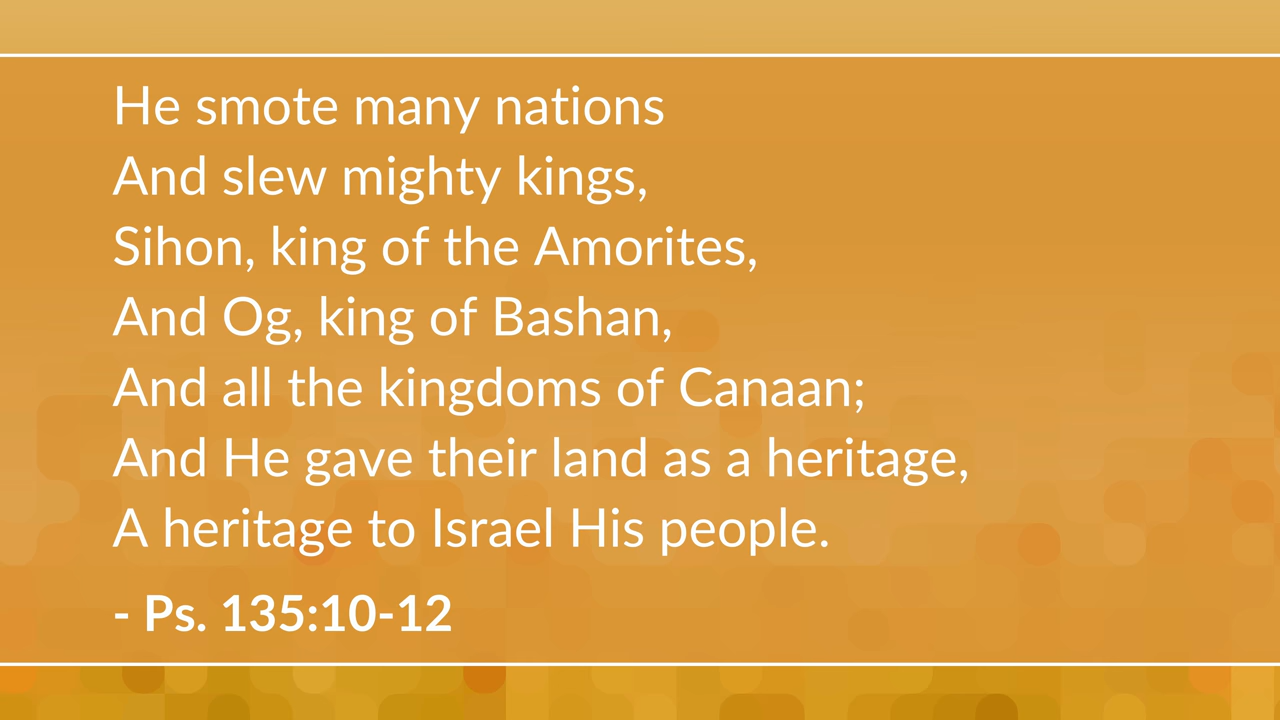 He smote many nations
And slew mighty kings,
Sihon, king of the Amorites,
And Og, king of Bashan,
And all the kingdoms of Canaan;
And He gave their land as a heritage,
A heritage to Israel His people.
- Ps. 135:10-12